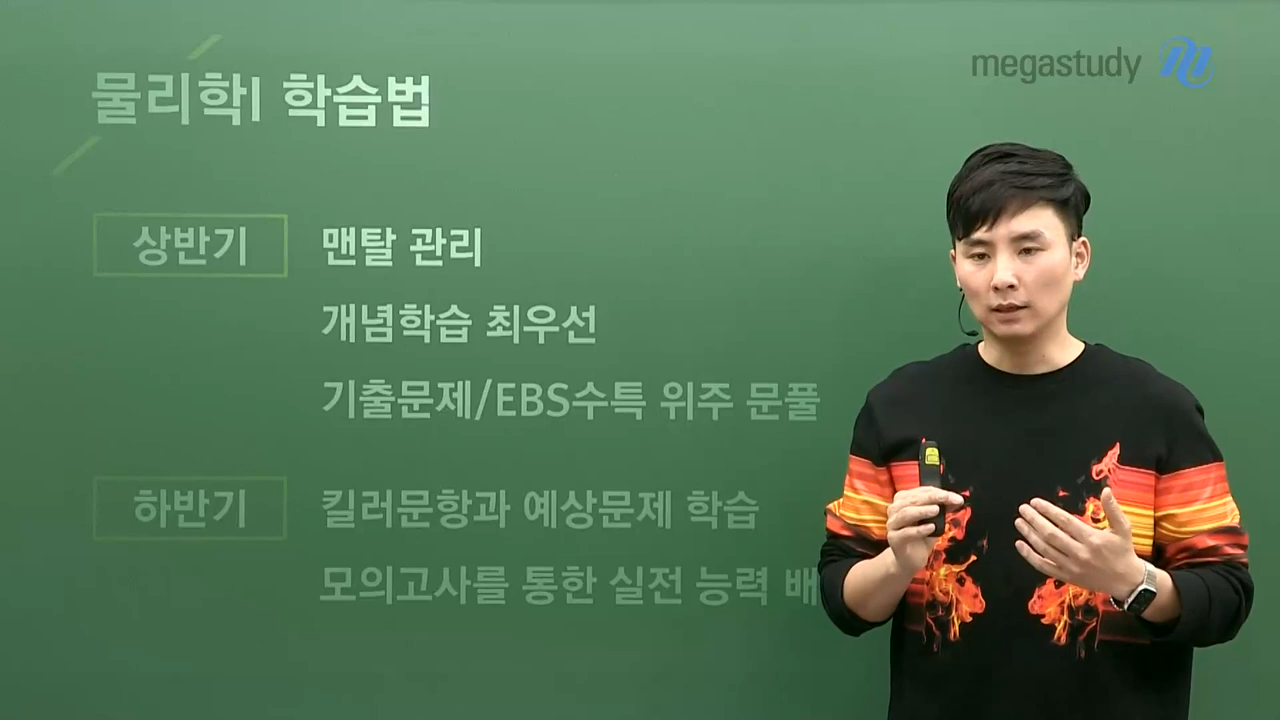 megastudy
물리학I 학습법
상반기 맨탈 관리
개념학습 최우선
기출문제/EBS수특 위주 문풀
하반기 킬러문항과 예상문제 학습
모의고사를 통한 실전 능력 배